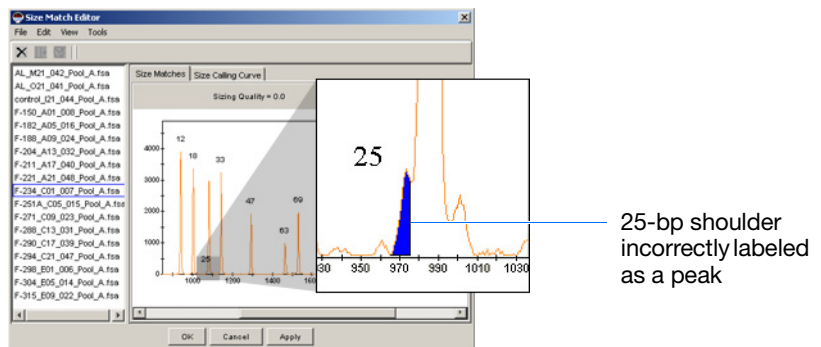 Size Match Editor
File Edit View Tools
AL_M21_042_Pool_A.fsa
AL_O21_041_Pool_A.fsa
control_I21_044_Pool_A.fsa
F-150_A01_008_Pool_A.fsa
F-182_A05_016_Pool_A.fsa
F-188_A09_024_Pool_A.fsa
F-204_A13_032_Pool_A.fsa
F-211_A17_040_Pool_A.fsa
F-221_A21_048_Pool_A.fsa
F-234_C01_007_Pool_A.fsa
F-251A_C05_015_Pool_A.fsa
F-271_C09_023_Pool_A.fsa
F-288_C13_031_Pool_A.fsa
F-290_C17_039_Pool_A.fsa
F-294_C21_047_Pool_A.fsa
F-298_E01_006_Pool_A.fsa
F-304_E05_014_Pool_A.fsa
F-315_E09_022_Pool_A.fsa
Size Matches Size Calling Curve
Sizing Quality = 0.0
12
18
33
47
69
63
25
4000
3000
2000
1000
0
1000 1200 1400
25
30 950 970 990 1010 1030
25-bp shoulder
incorrectly labeled
as a peak
OK Cancel Apply